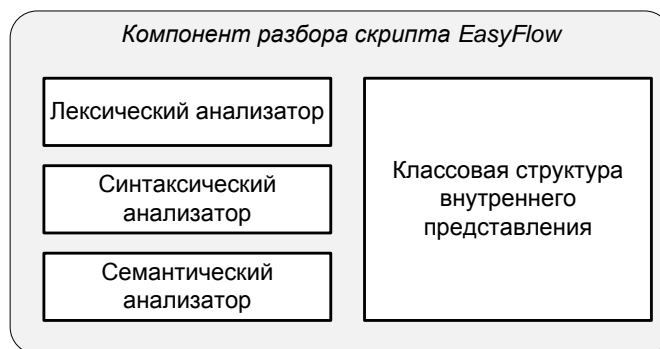 Компонент разбора скрипта EasyFlow
Лексический анализатор
Синтаксический
анализатор
Семантический
анализатор
Классовая структура
внутреннего
представления